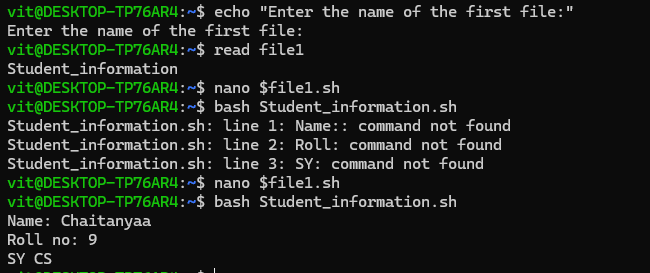 vit@DESKTOP-TP76AR4:~$ echo "Enter the name of the first file:"
Enter the name of the first file:
vit@DESKTOP-TP76AR4:~$ read file1
Student_information
vit@DESKTOP-TP76AR4:~$ nano $file1.sh
vit@DESKTOP-TP76AR4:~$ bash Student_information.sh
Student_information.sh: line 1: Name:: command not found
Student_information.sh: line 2: Roll: command not found
Student_information.sh: line 3: SY: command not found
vit@DESKTOP-TP76AR4:~$ nano $file1.sh
vit@DESKTOP-TP76AR4:~$ bash Student_information.sh
Name: Chaitanyaa
Roll no: 9
SY CS
vit@DESKTOP-TP76AR4:~$